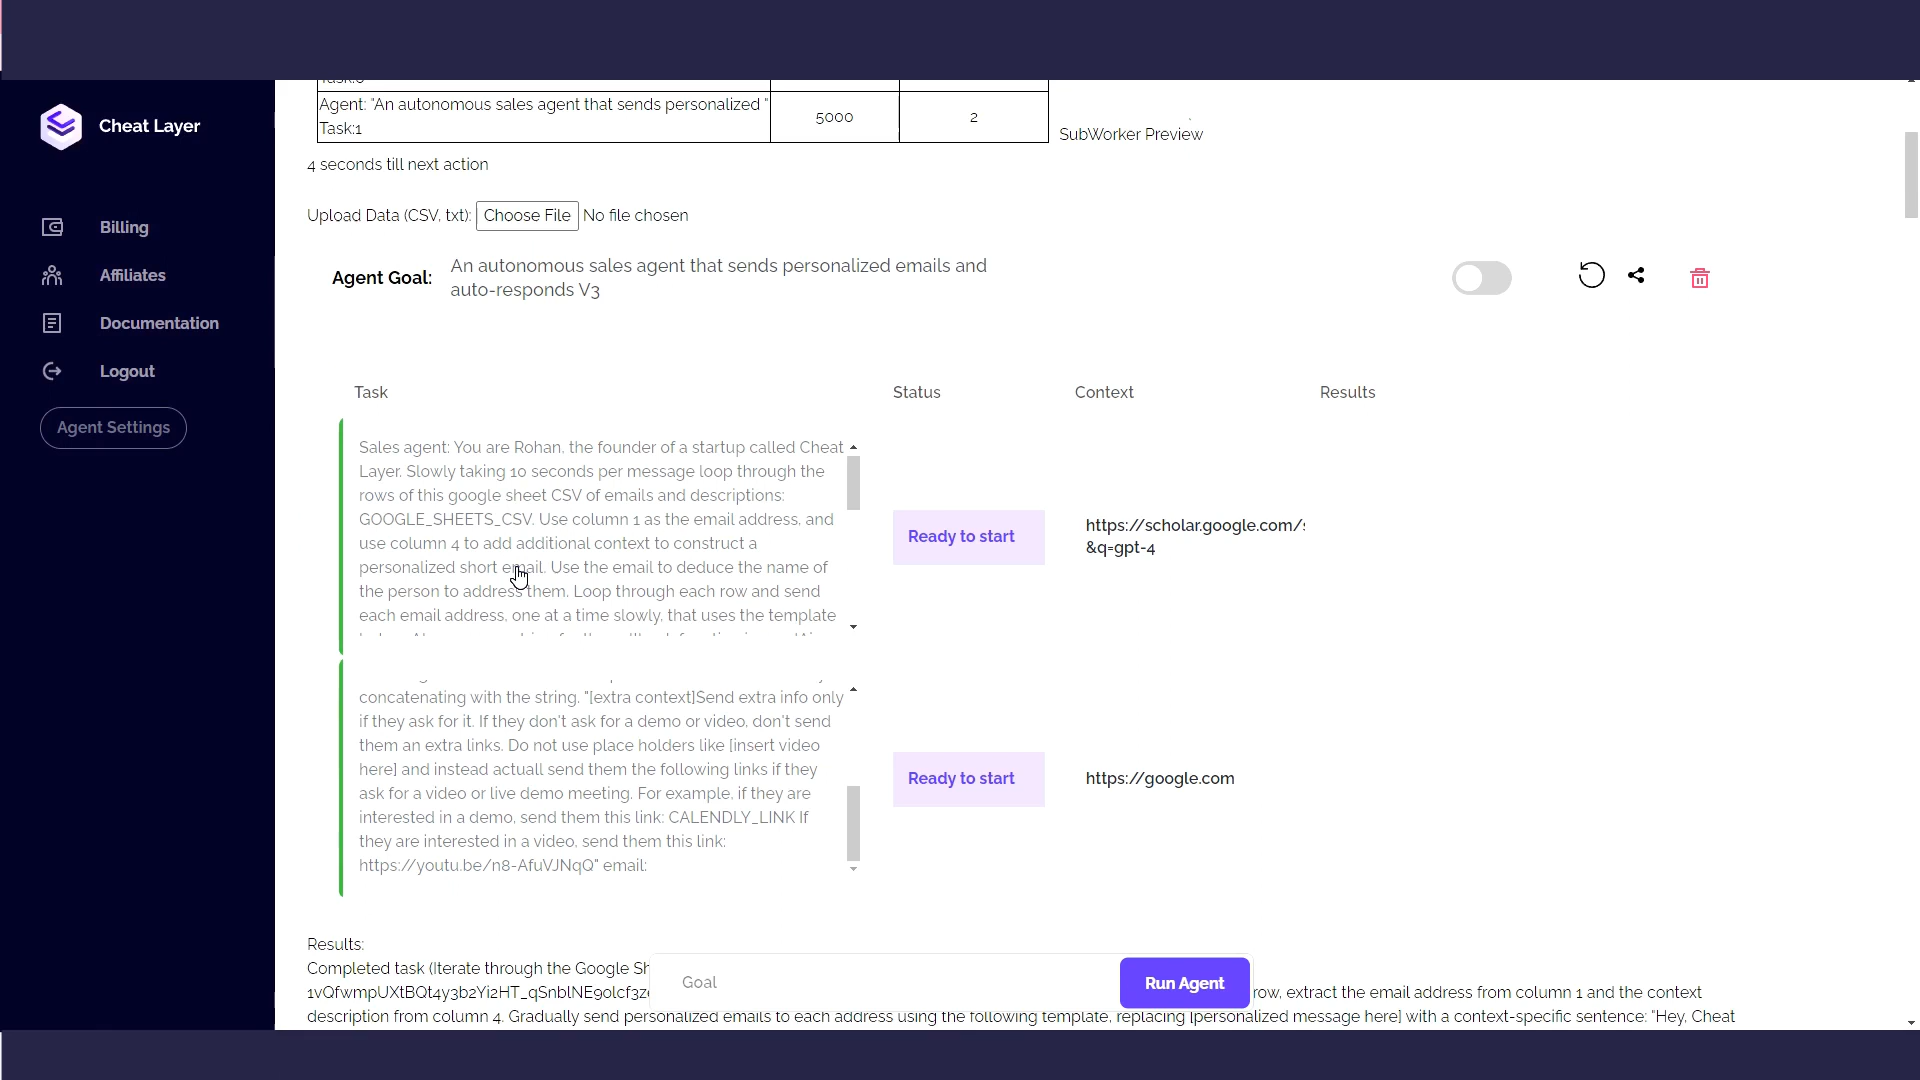 Cheat Layer
Billing
Affiliates
Documentation
Logout
Agent Settings
Agent: "An autonomous sales agent that sends personalized "
Task:1
5000
2
SubWorker Preview
4 seconds till next action
Upload Data (CSV, txt): Choose File No file chosen
Agent Goal:
An autonomous sales agent that sends personalized emails and
auto-responds V3
Task
Status
Context
Results
Sales agent: You are Rohan, the founder of a startup called Cheat
Layer. Slowly taking 10 seconds per message loop through the
rows of this google sheet CSV of emails and descriptions:
GOOGLE_SHEETS_CSV. Use column 1 as the email address, and
use column 4 to add additional context to construct a
personalized short email. Use the email to deduce the name of
the person to address them. Loop through each row and send
each email address, one at a time slowly, that uses the template
Ready to start
https://scholar.google.com/
&q=gpt-4
concatenating with the string. "[extra context]Send extra info only
if they ask for it. If they don't ask for a demo or video, don't send
them an extra links. Do not use place holders like [insert video
here] and instead actuall send them the following links if they
ask for a video or live demo meeting. For example, if they are
interested in a demo, send them this link: CALENDLY_LINK If
they are interested in a video, send them this link:
https://youtu.be/n8-AfuVJNqQ" email:
Ready to start
https://google.com
Results:
Completed task (Iterate through the Google Sh
1vQfwmpUXtBQt4y3b2Yi2HT_qSnblNE9olcf3z
row, extract the email address from column 1 and the context
description from column 4. Gradually send personalized emails to each address using the following template, replacing [personalized message here] with a context-specific sentence: "Hey, Cheat
Goal
Run Agent